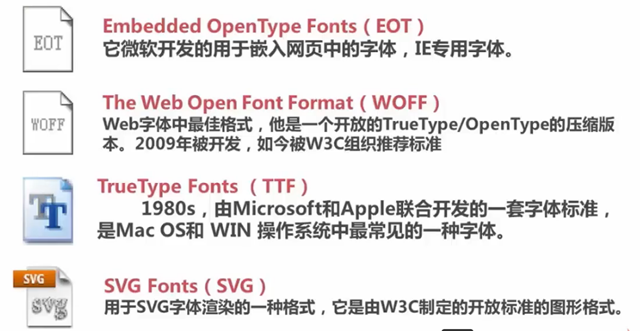 EOT
Embedded OpenType Fonts（EOT）
它微软开发的用于嵌入网页中的字体，IE专用字体。
WOFF
The Web Open Font Format（WOFF）
Web字体中最佳格式，他是一个开放的TrueType/OpenType的压缩版
本。2009年被开发，如今被W3C组织推荐标准
TT
TrueType Fonts （TTF）
1980s，由Microsoft和Apple联合开发的一套字体标准，
是Mac OS和 WIN 操作系统中最常见的一种字体。
SVG
svg
SVG Fonts（SVG）
用于SVG字体渲染的一种格式，它是由W3C制定的开放标准的图形格式。